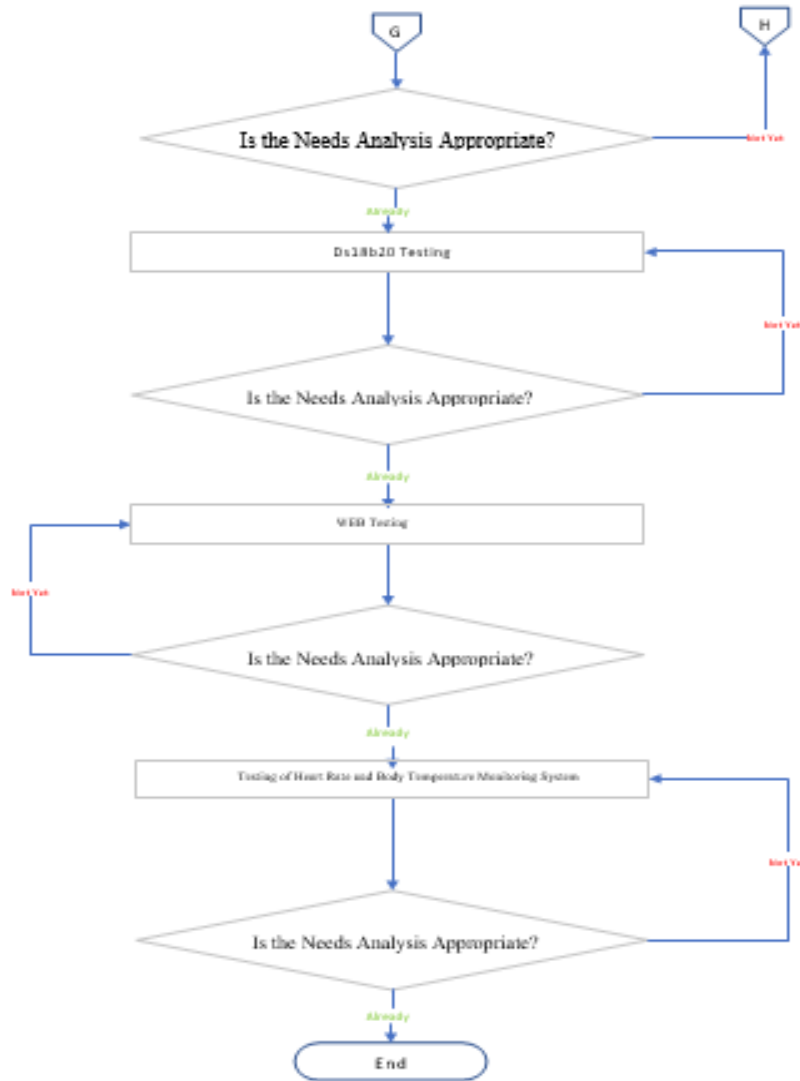 G
H
Is the Needs Analysis Appropriate?
Not Yet
Already
Ds18b20 Testing
Not Yet
Is the Needs Analysis Appropriate?
Already
WEB Testing
Not Yet
Is the Needs Analysis Appropriate?
Already
Testing of Heart Rate and Body Temperature Monitoring System
Not Ye
Is the Needs Analysis Appropriate?
Already
End